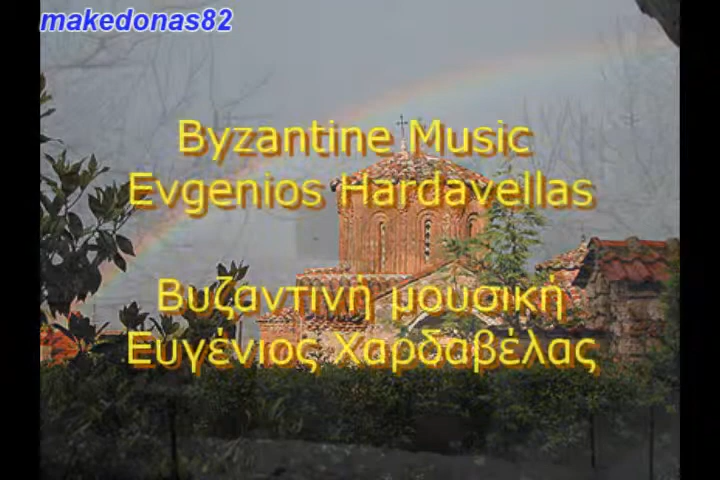 makedonas82
Byzantine Music
Evgenios Hardavellas
Βυζαντινή μουσική
Ευγένιος Χαρδαβέλας